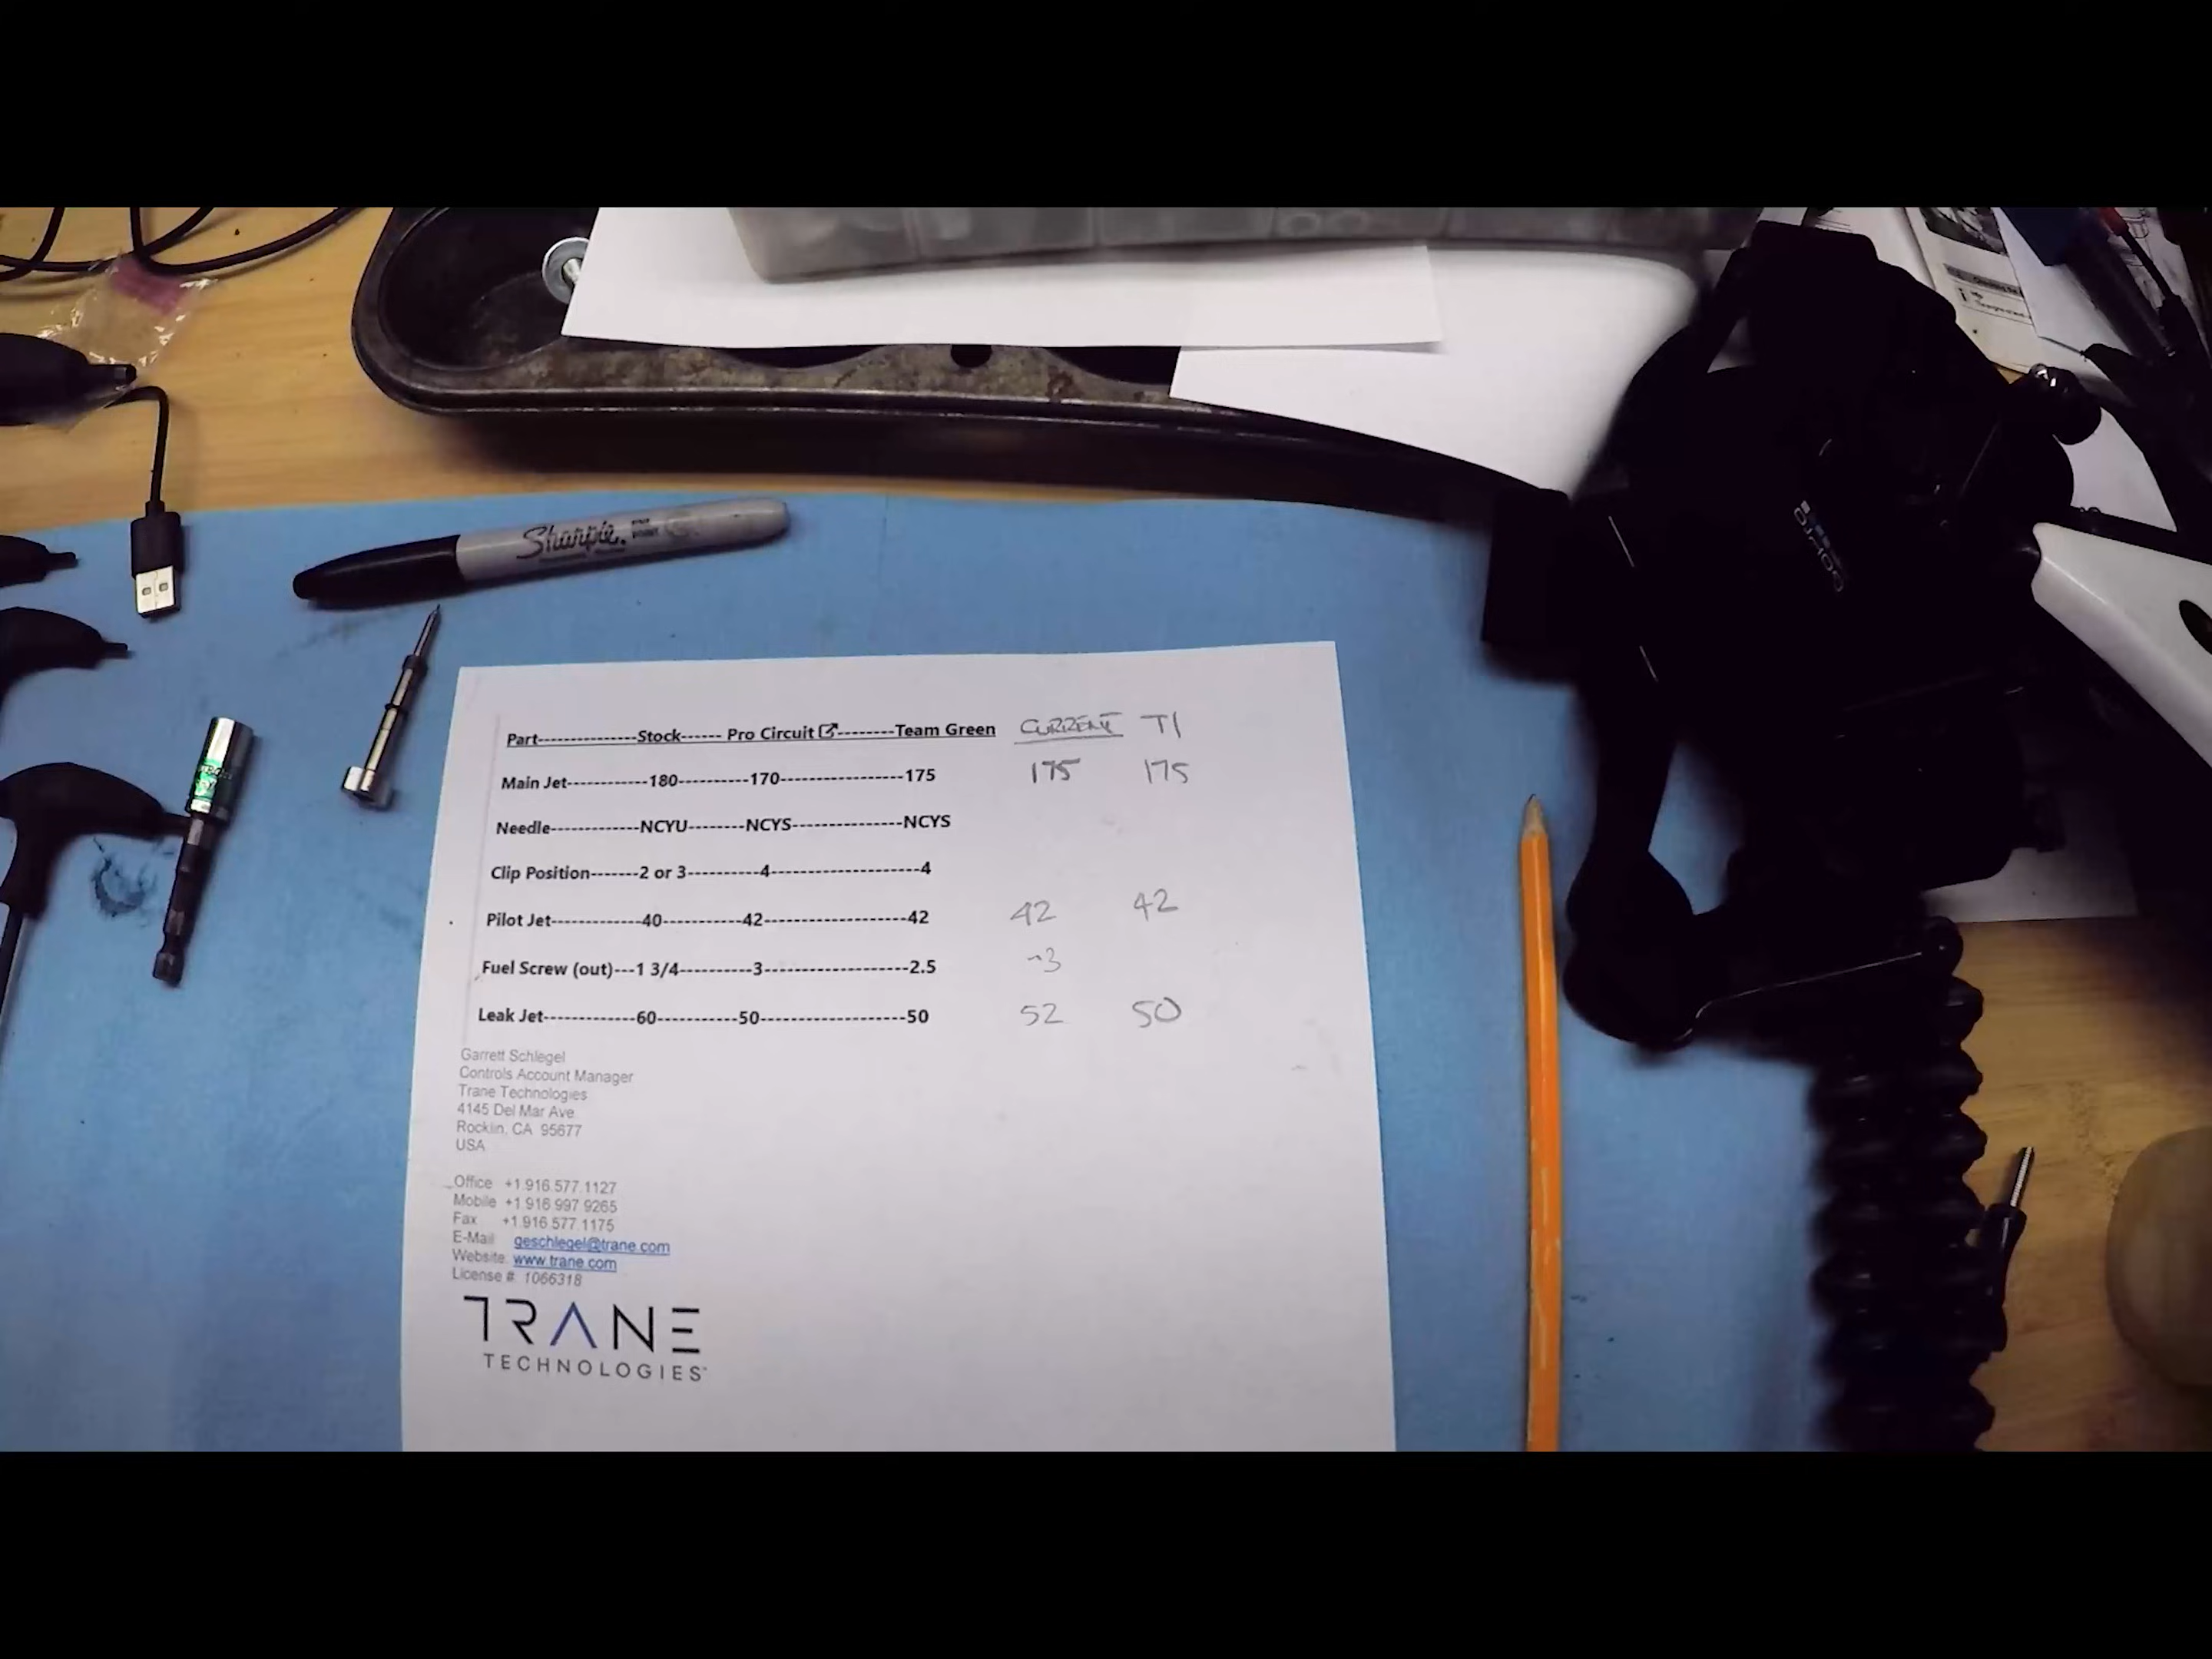 Sharpie.
GoPro
Part--------------Stock------ Pro Circuit--------Team Green CURRENT T1
Main Jet------------180----------170------------------175 175 175
Needle-------------NCYU--------NCYS----------------NCYS
Clip Position-------2 or 3----------4----------------------4
Pilot Jet-------------40-----------42---------------------42 42 42
Fuel Screw (out)---1 3/4----------3---------------------2.5 ~3
Leak Jet-------------60-----------50---------------------50 52 50
Garrett Schlegel
Controls Account Manager
Trane Technologies
4145 Del Mar Ave
Rocklin, CA 95677
USA
Office +1 916 577 1127
Mobile +1 916 997 9265
Fax +1 916 577 1175
E-Mail geschlegel@trane.com
Website www.trane.com
License # 1066318
TRANE
TECHNOLOGIES